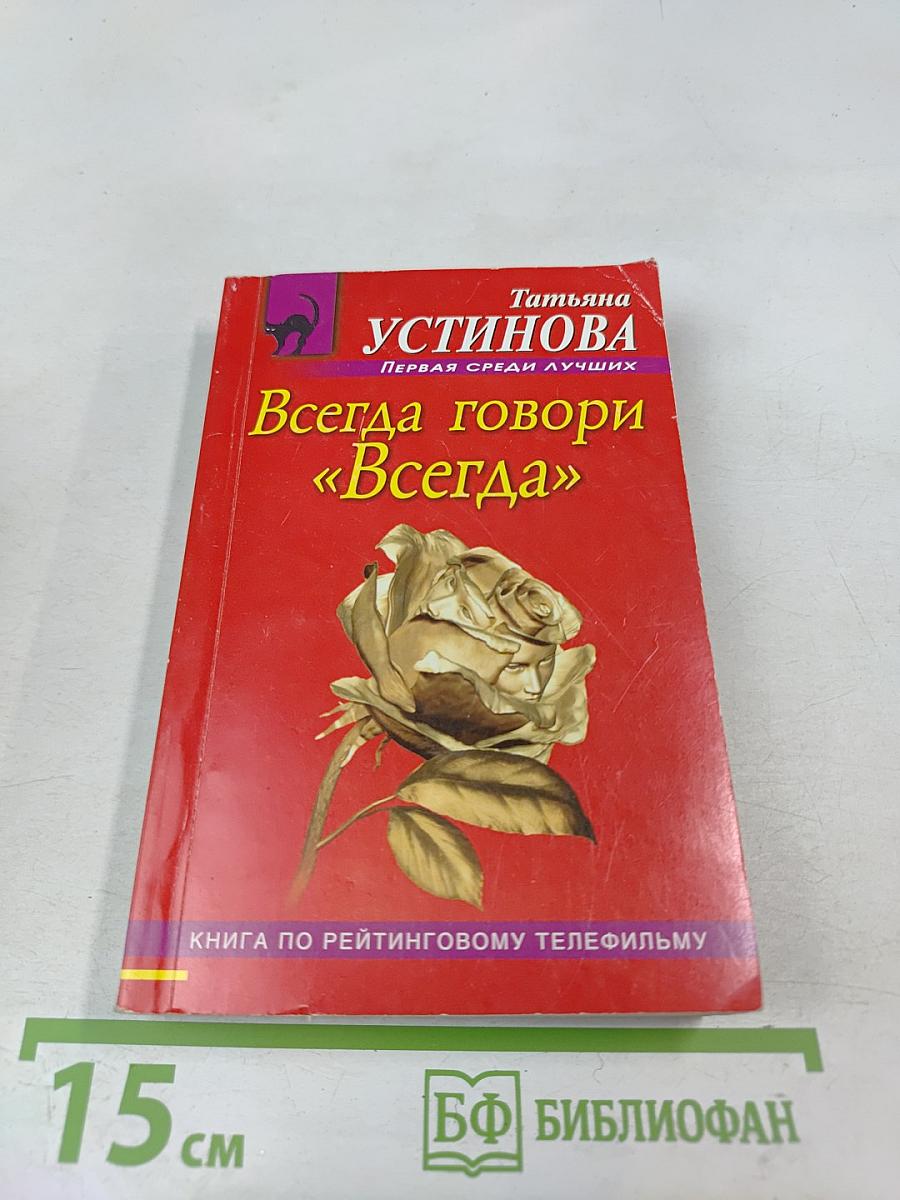 Татьяна
УСТИНОВА
ПЕРВАЯ СРЕДИ ЛУЧШИХ
Всегда говори
«Всегда»
КНИГА ПО РЕЙТИНГОВОМУ ТЕЛЕФИЛЬМУ
15 см
БФ БИБЛИОФАН